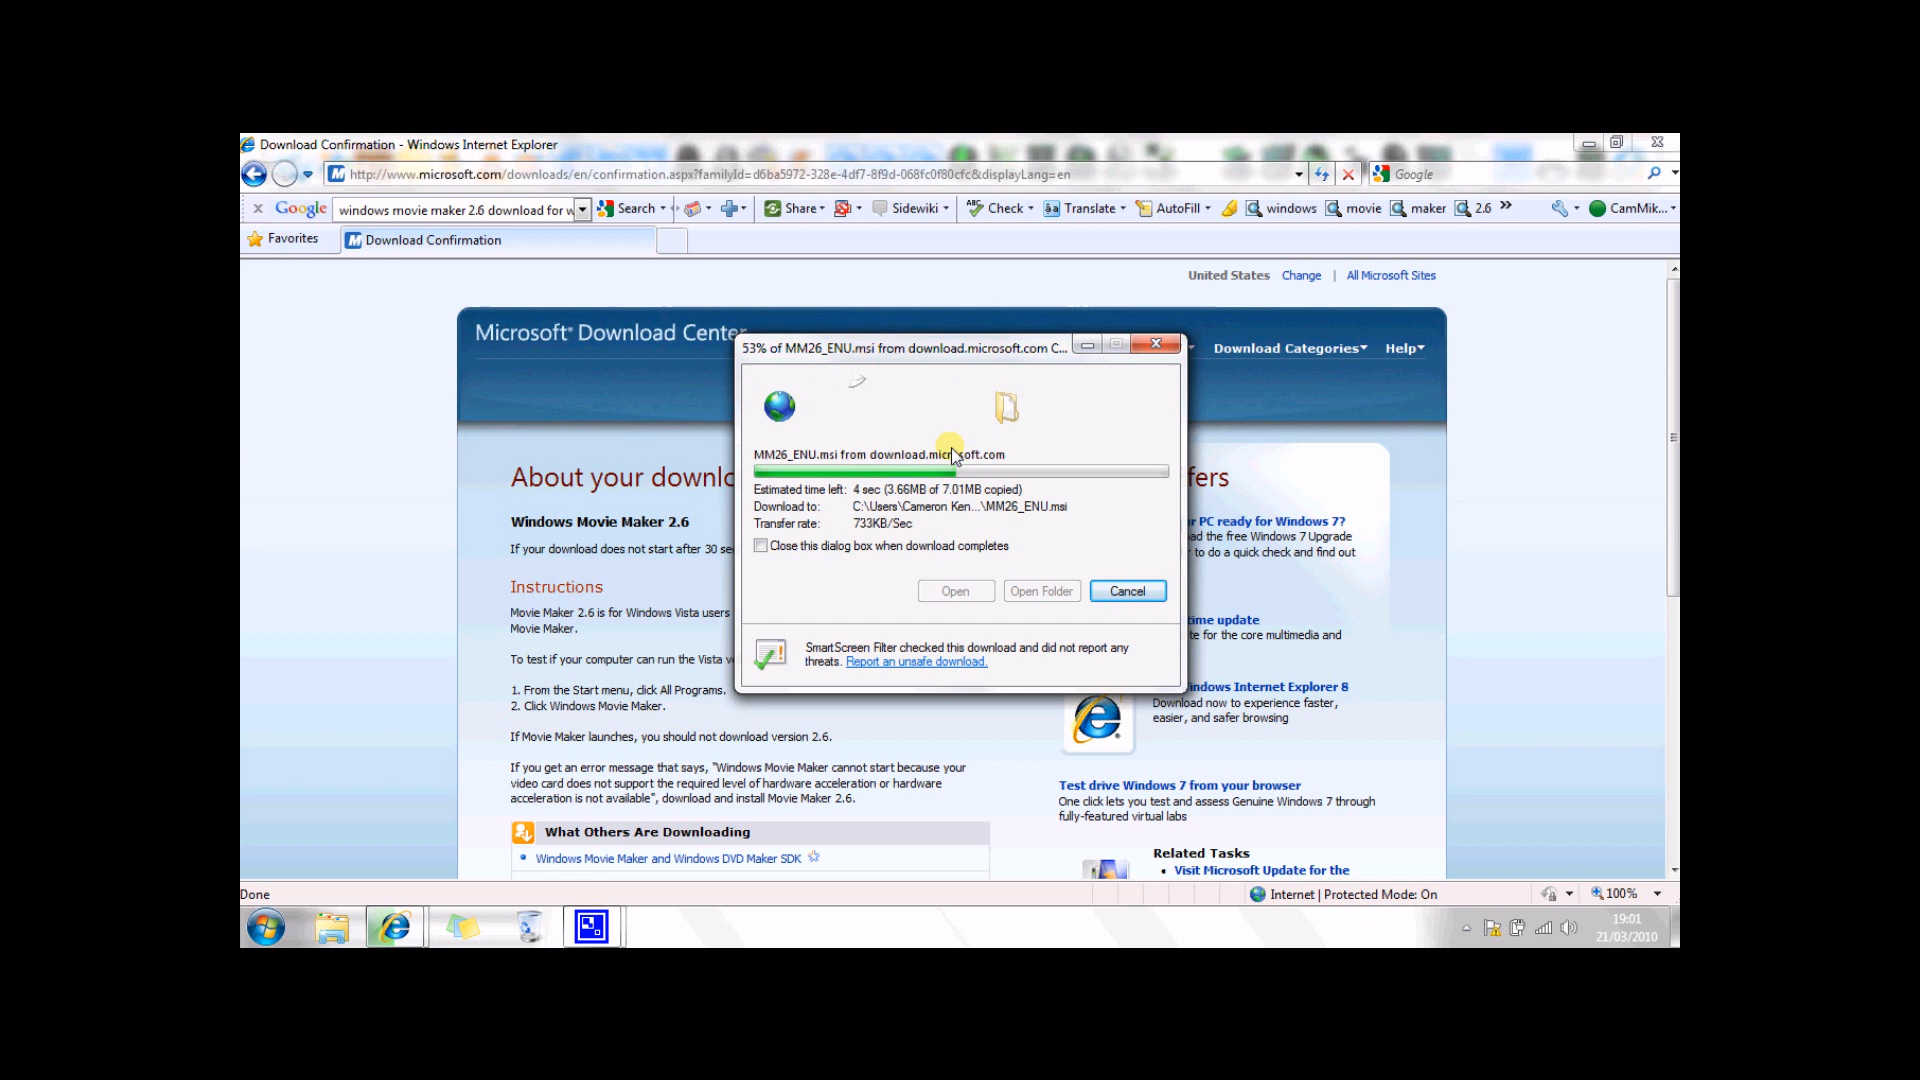 Download Confirmation - Windows Internet Explorer
http://www.microsoft.com/downloads/en/confirmation.aspx?familyId=d6ba5972-328e-4df7-8f9d-068fc0f80cfc&displayLang=en
Google
x Google windows movie maker 2.6 download for w Search Share Sidewiki Check Translate AutoFill windows movie maker 2.6 » CamMik...
Favorites Download Confirmation
United States Change | All Microsoft Sites
Microsoft® Download Cente
Download Categories Help
53% of MM26_ENU.msi from download.microsoft.com C...
MM26_ENU.msi from download.microsoft.com
Estimated time left: 4 sec (3.66MB of 7.01MB copied)
Download to: C:\Users\Cameron Ken...\MM26_ENU.msi
Transfer rate: 733KB/Sec
Close this dialog box when download completes
Open Open Folder Cancel
SmartScreen Filter checked this download and did not report any
threats. Report an unsafe download.
About your downlo
Windows Movie Maker 2.6
If your download does not start after 30 se
Instructions
Movie Maker 2.6 is for Windows Vista users
Movie Maker.
To test if your computer can run the Vista v
1. From the Start menu, click All Programs.
2. Click Windows Movie Maker.
If Movie Maker launches, you should not download version 2.6.
If you get an error message that says, "Windows Movie Maker cannot start because your
video card does not support the required level of hardware acceleration or hardware
acceleration is not available", download and install Movie Maker 2.6.
What Others Are Downloading
Windows Movie Maker and Windows DVD Maker SDK
fers
r PC ready for Windows 7?
ad the free Windows 7 Upgrade
to do a quick check and find out
time update
te for the core multimedia and
indows Internet Explorer 8
Download now to experience faster,
easier, and safer browsing
Test drive Windows 7 from your browser
One click lets you test and assess Genuine Windows 7 through
fully-featured virtual labs
Related Tasks
• Visit Microsoft Update for the
Done
Internet | Protected Mode: On
100%
19:01
21/03/2010